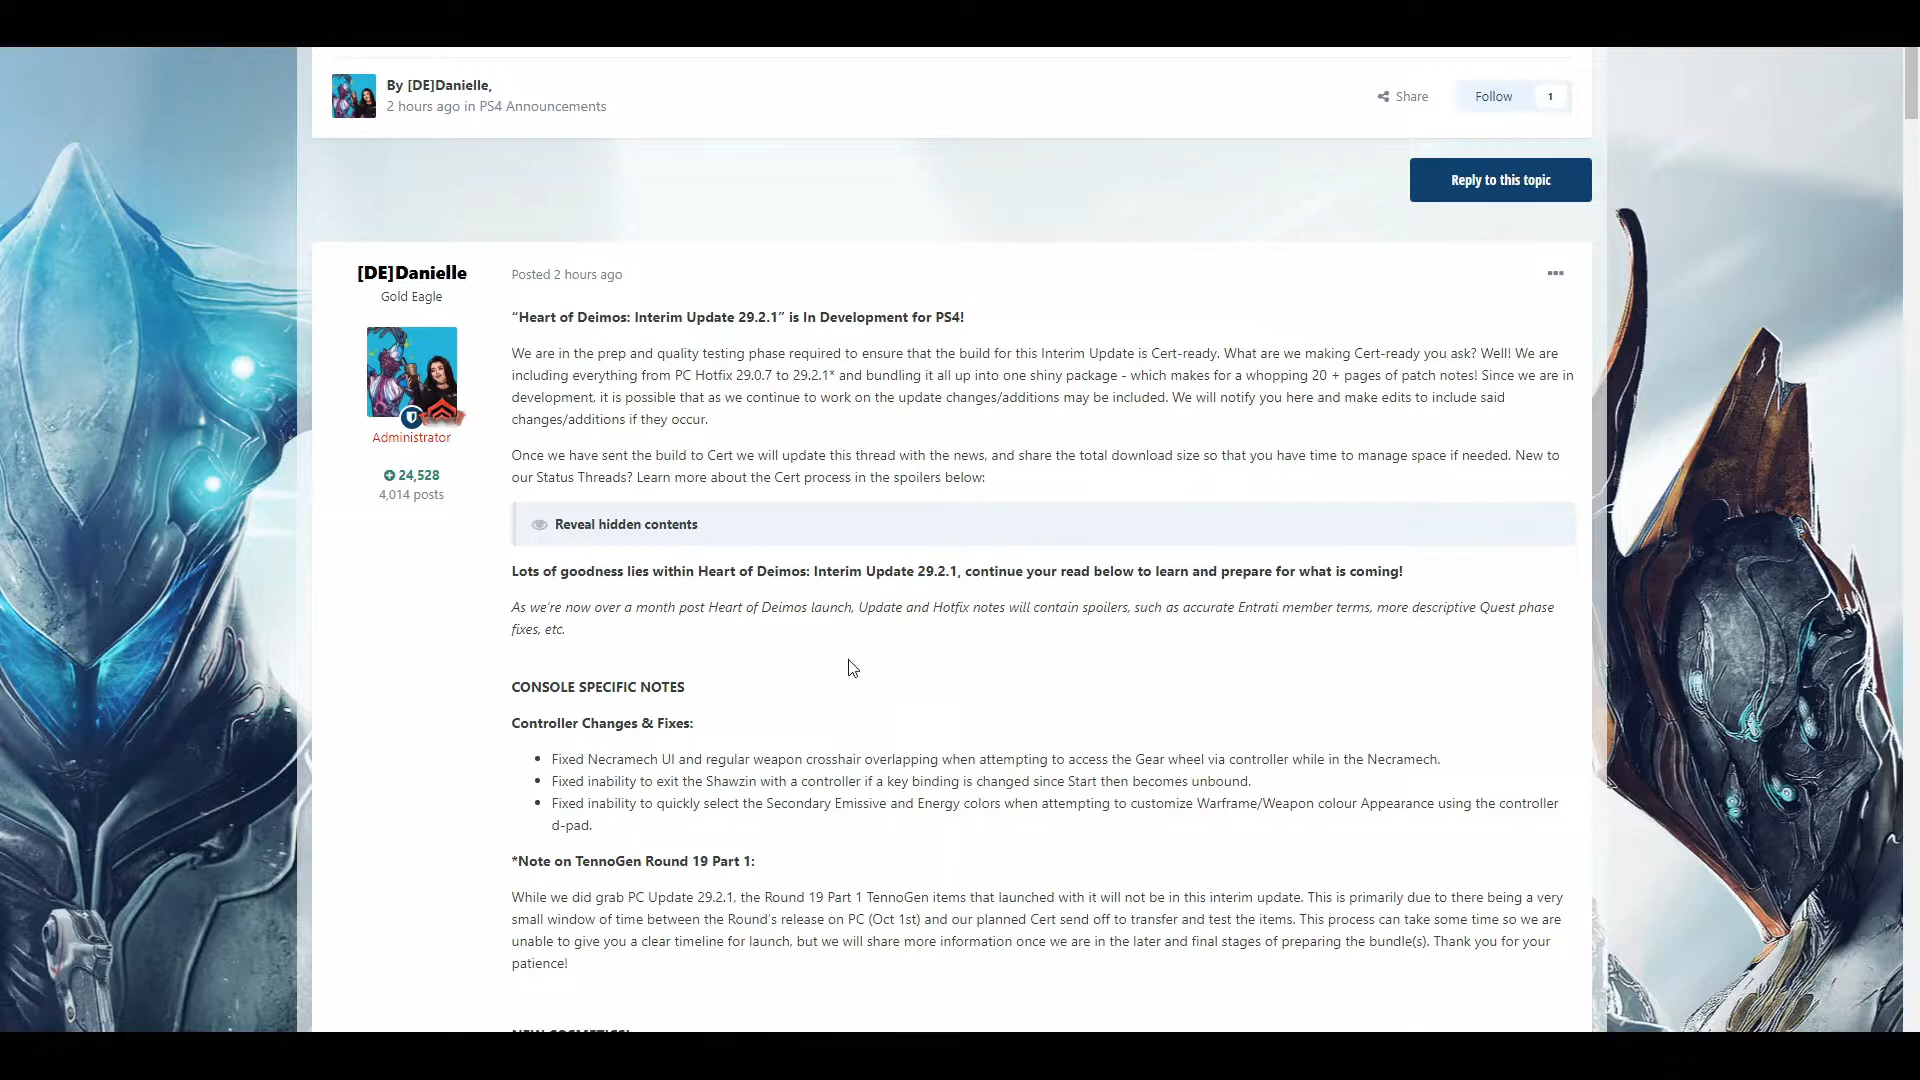 By [DE]Danielle,
2 hours ago in PS4 Announcements
Share
Follow 1
Reply to this topic
[DE]Danielle
Gold Eagle
Administrator
24,528
4,014 posts
Posted 2 hours ago
“Heart of Deimos: Interim Update 29.2.1” is In Development for PS4!
We are in the prep and quality testing phase required to ensure that the build for this Interim Update is Cert-ready. What are we making Cert-ready you ask? Well! We are
including everything from PC Hotfix 29.0.7 to 29.2.1* and bundling it all up into one shiny package - which makes for a whopping 20 + pages of patch notes! Since we are in
development, it is possible that as we continue to work on the update changes/additions may be included. We will notify you here and make edits to include said
changes/additions if they occur.
Once we have sent the build to Cert we will update this thread with the news, and share the total download size so that you have time to manage space if needed. New to
our Status Threads? Learn more about the Cert process in the spoilers below:
Reveal hidden contents
Lots of goodness lies within Heart of Deimos: Interim Update 29.2.1, continue your read below to learn and prepare for what is coming!
As we’re now over a month post Heart of Deimos launch, Update and Hotfix notes will contain spoilers, such as accurate Entrati member terms, more descriptive Quest phase
fixes, etc.
CONSOLE SPECIFIC NOTES
Controller Changes & Fixes:
• Fixed Necramech UI and regular weapon crosshair overlapping when attempting to access the Gear wheel via controller while in the Necramech.
• Fixed inability to exit the Shawzin with a controller if a key binding is changed since Start then becomes unbound.
• Fixed inability to quickly select the Secondary Emissive and Energy colors when attempting to customize Warframe/Weapon colour Appearance using the controller
d-pad.
*Note on TennoGen Round 19 Part 1:
While we did grab PC Update 29.2.1, the Round 19 Part 1 TennoGen items that launched with it will not be in this interim update. This is primarily due to there being a very
small window of time between the Round’s release on PC (Oct 1st) and our planned Cert send off to transfer and test the items. This process can take some time so we are
unable to give you a clear timeline for launch, but we will share more information once we are in the later and final stages of preparing the bundle(s). Thank you for your
patience!